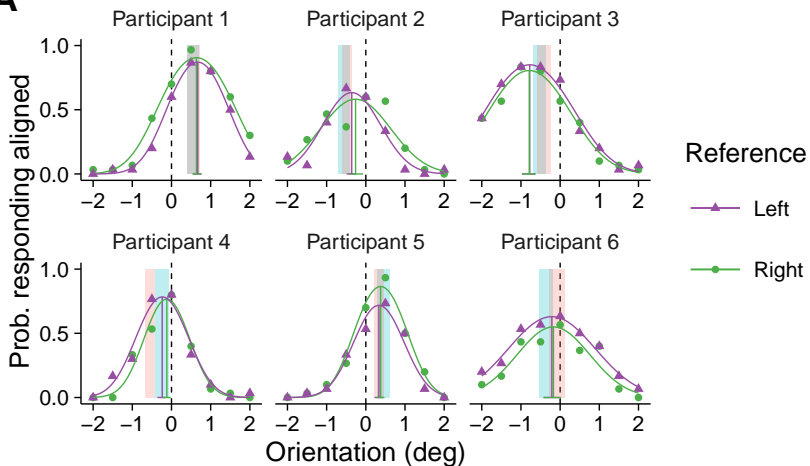 A
Participant 1 Participant 2 Participant 3
1.0
0.5
0.0
−2 −1 0 1 2 −2 −1 0 1 2 −2 −1 0 1 2
Participant 4 Participant 5 Participant 6
1.0
0.5
0.0
−2 −1 0 1 2 −2 −1 0 1 2 −2 −1 0 1 2
Orientation (deg)
Prob. responding aligned
Reference
Left
Right